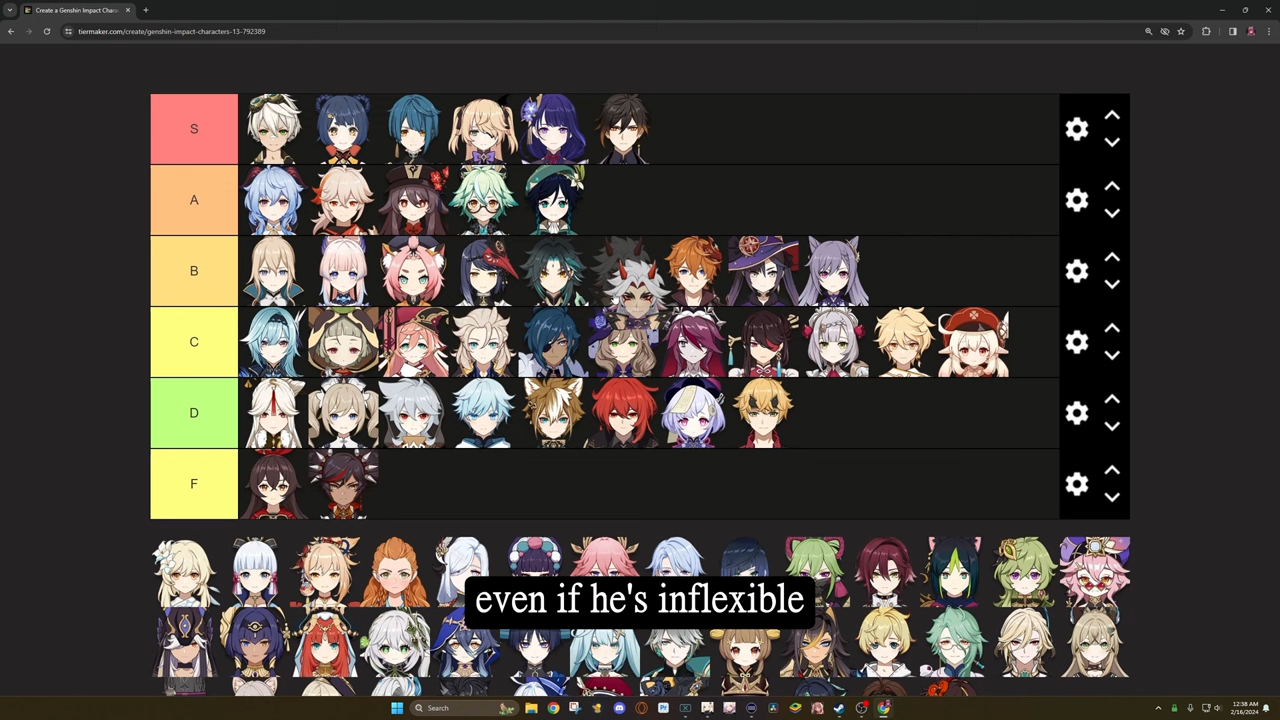 Create a Genshin Impact Chara
tiermaker.com/create/genshin-impact-characters-13-792389
S
A
B
C
D
F
even if he's inflexible
Search
12:38 AM
2/16/2024